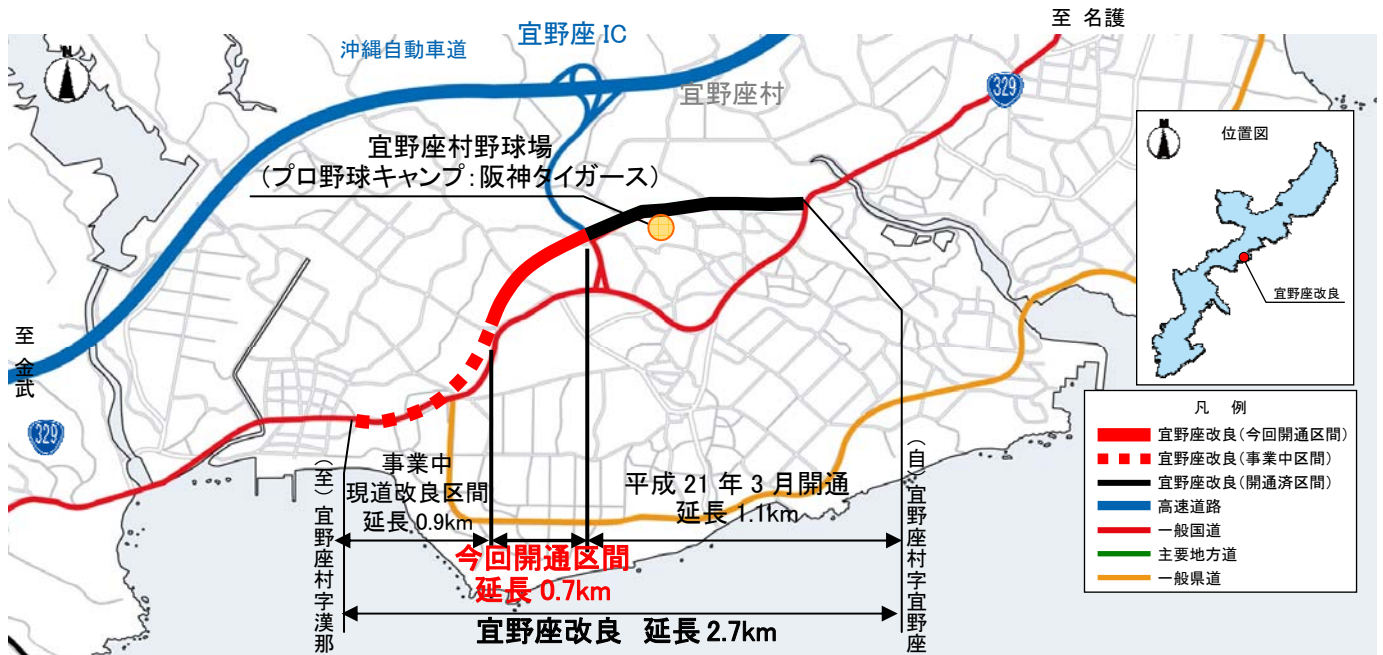 至 名護
宜野座 IC
沖縄自動車道
N
宜野座村
329
宜野座村野球場
(プロ野球キャンプ:阪神タイガース)
N
位置図
宜野座改良
至 金武
329
凡 例
宜野座改良(今回開通区間)
宜野座改良(事業中区間)
宜野座改良(開通済区間)
高速道路
一般国道
主要地方道
一般県道
(至)宜野座村字漢那
事業中
現道改良区間
延長 0.9km
今回開通区間
延長 0.7km
平成 21 年 3 月開通
延長 1.1km
(自)宜野座村字宜野座
宜野座改良 延長 2.7km